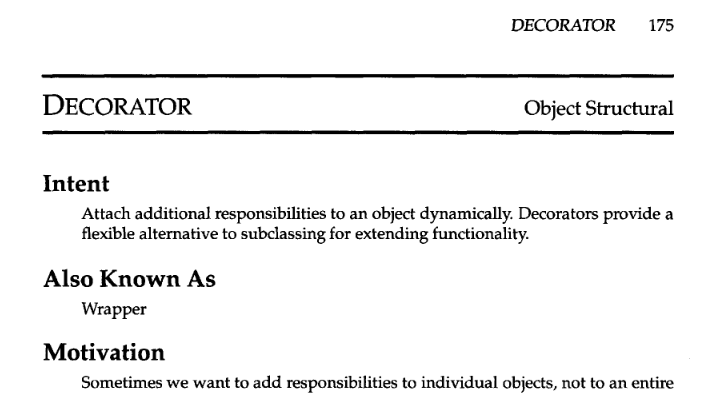 DECORATOR 175
DECORATOR Object Structural
Intent
Attach additional responsibilities to an object dynamically. Decorators provide a
flexible alternative to subclassing for extending functionality.
Also Known As
Wrapper
Motivation
Sometimes we want to add responsibilities to individual objects, not to an entire